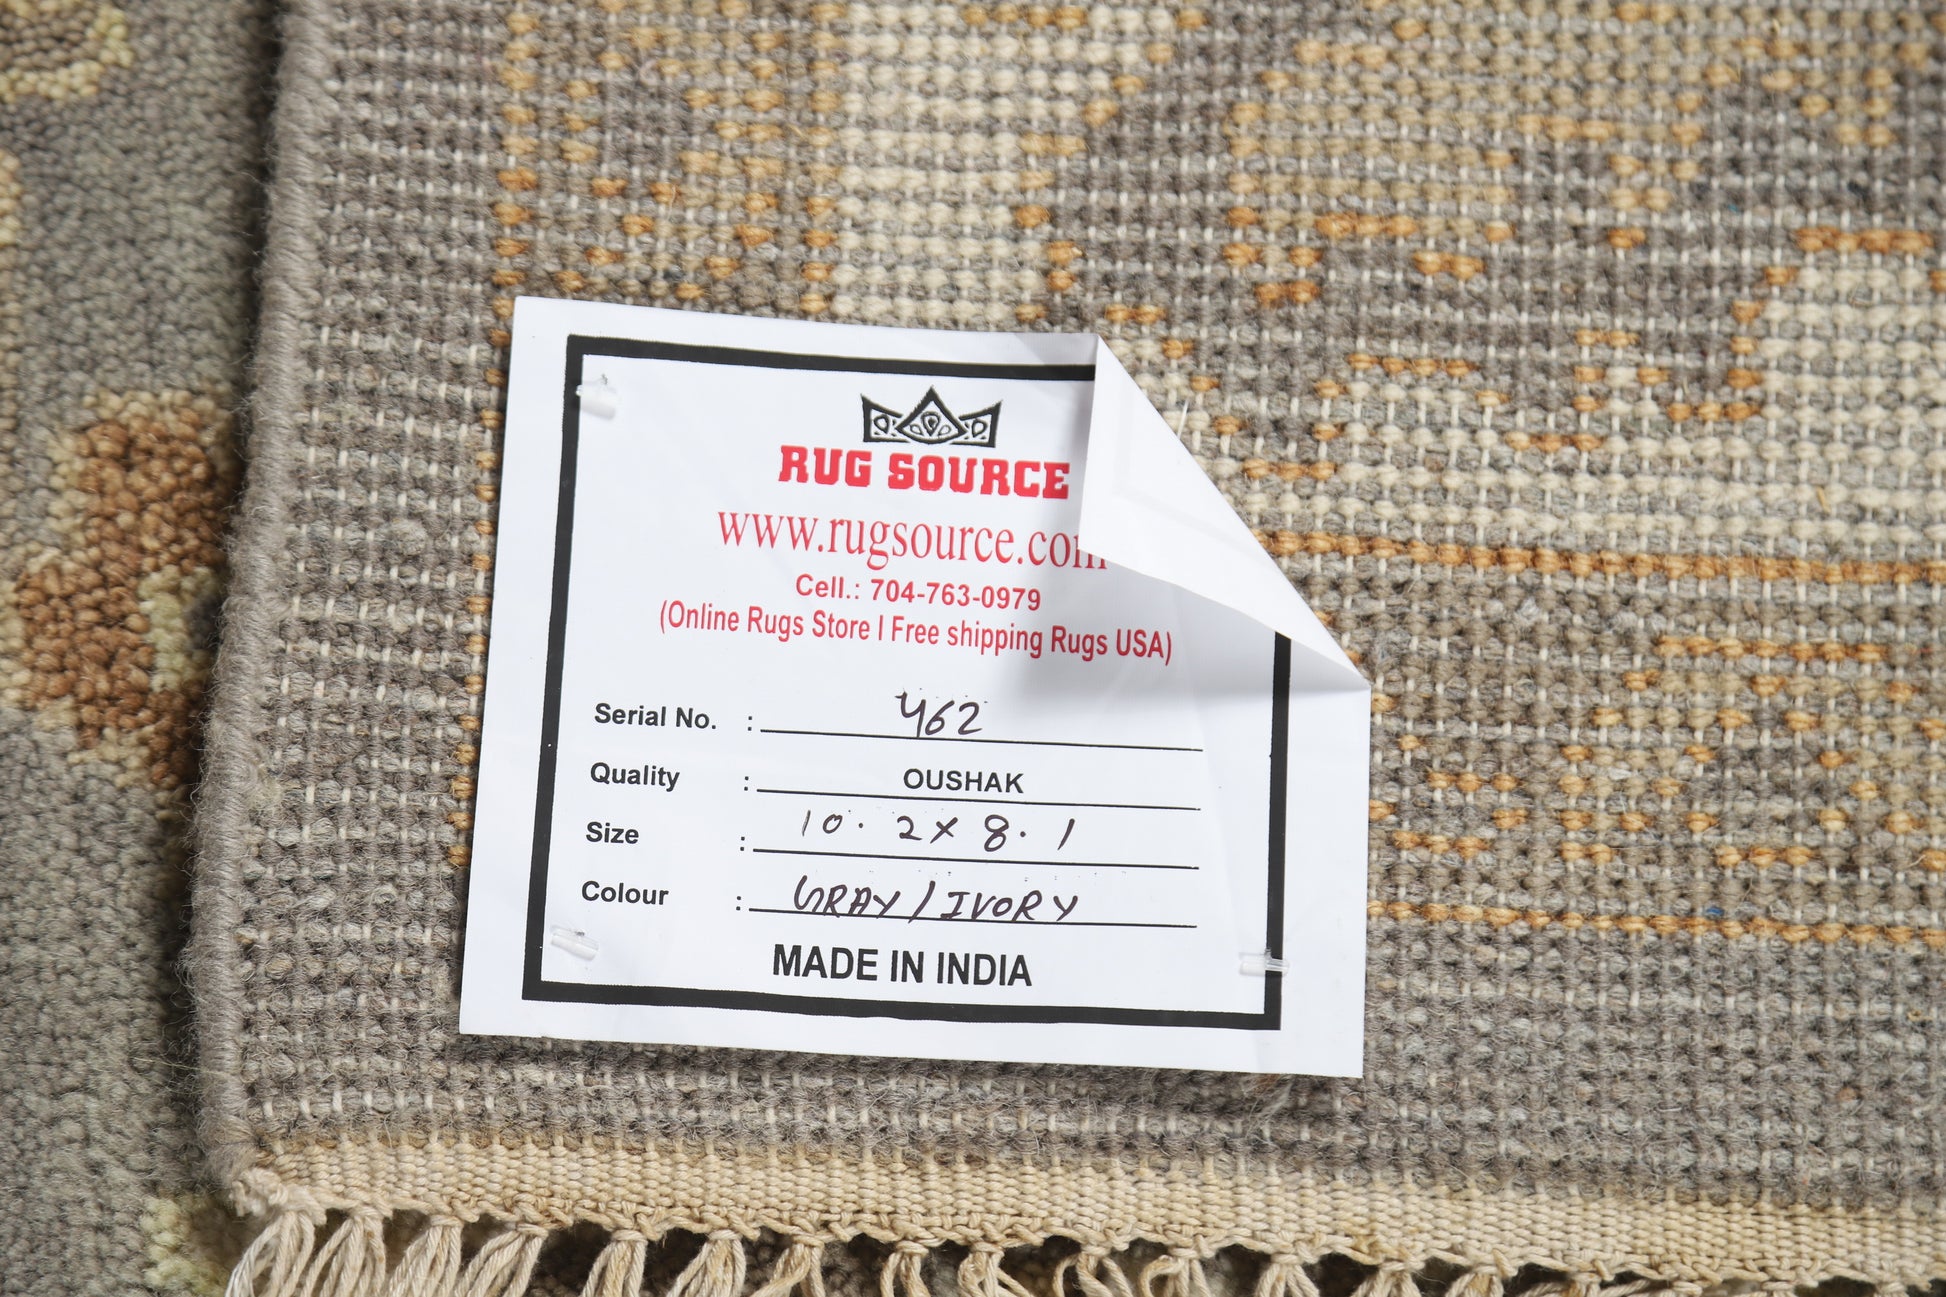 RUG SOURCE
www.rugsource.com
Cell.: 704-763-0979
(Online Rugs Store I Free shipping Rugs USA)
Serial No. : 462
Quality : OUSHAK
Size : 10.2x8.1
Colour : GRAY/IVORY
MADE IN INDIA